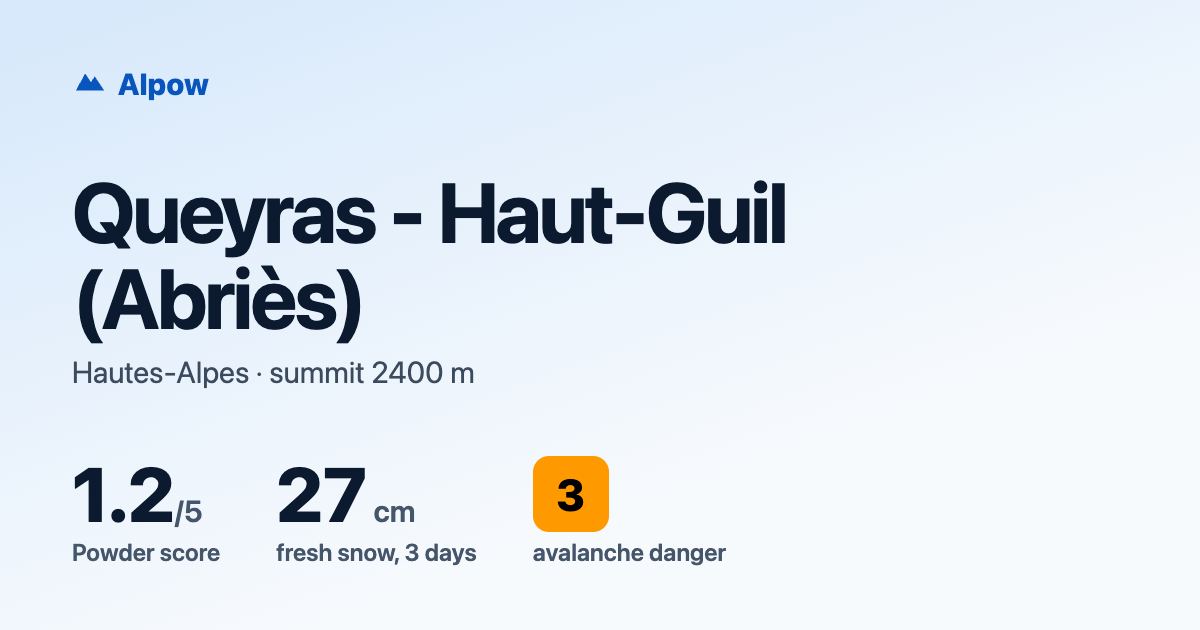 Alpow
Queyras - Haut-Guil
(Abriès)
Hautes-Alpes · summit 2400 m
1.2/5
Powder score
27 cm
fresh snow, 3 days
3
avalanche danger